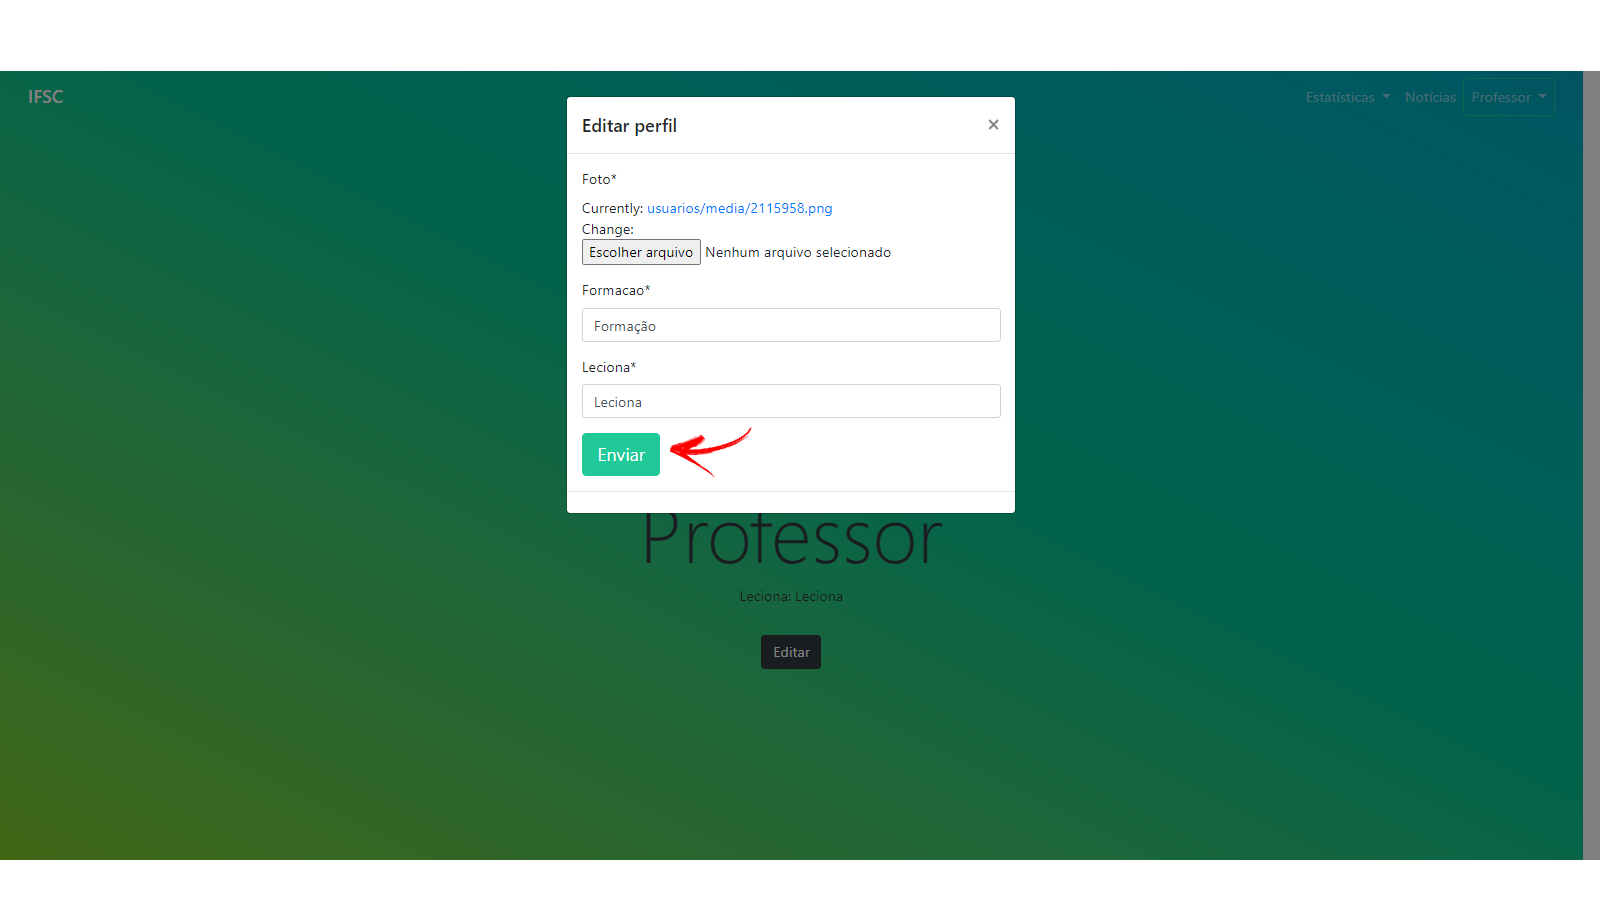 IFSC
Estatísticas Notícias Professor
Editar perfil ×
Foto*
Currently: usuarios/media/2115958.png
Change:
Escolher arquivo Nenhum arquivo selecionado
Formacao*
Formação
Leciona*
Leciona
Enviar
Professor
Leciona: Leciona
Editar